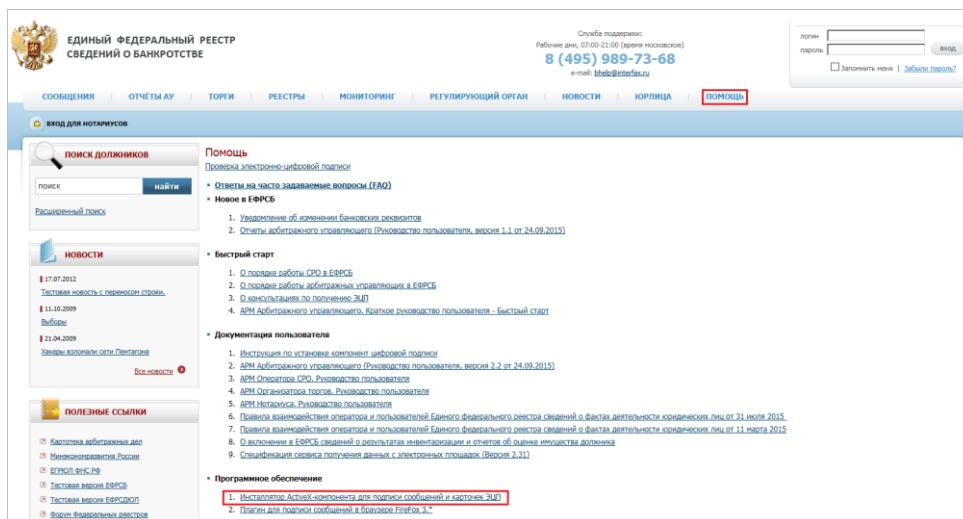 ЕДИНЫЙ ФЕДЕРАЛЬНЫЙ РЕЕСТР
СВЕДЕНИЙ О БАНКРОТСТВЕ
Служба поддержки:
Рабочие дни, 07:00-21:00 (время московское)
8 (495) 989-73-68
e-mail: bhelp@interfax.ru
логин
пароль
вход
Запомнить меня | Забыли пароль?
СООБЩЕНИЯ ОТЧЁТЫ АУ ТОРГИ РЕЕСТРЫ МОНИТОРИНГ РЕГУЛИРУЮЩИЙ ОРГАН НОВОСТИ ЮРЛИЦА ПОМОЩЬ
ВХОД ДЛЯ НОТАРИУСОВ
ПОИСК ДОЛЖНИКОВ
поиск
найти
Расширенный поиск
НОВОСТИ
17.07.2012
Тестовая новость с переносом строки.
11.10.2009
Выборы
21.04.2009
Хакеры взломали сети Пентагона
Все новости
ПОЛЕЗНЫЕ ССЫЛКИ
Картотека арбитражных дел
Минэкономразвития России
ЕГРЮЛ ФНС РФ
Тестовая версия ЕФРСБ
Тестовая версия ЕФРСДЮЛ
Форум Федеральных реестров
Помощь
Проверка электронно-цифровой подписи
Ответы на часто задаваемые вопросы (FAQ)
Новое в ЕФРСБ
1. Уведомление об изменении банковских реквизитов
2. Отчеты арбитражного управляющего (Руководство пользователя, версия 1.1 от 24.09.2015)
Быстрый старт
1. О порядке работы СРО в ЕФРСБ
2. О порядке работы арбитражных управляющих в ЕФРСБ
3. О консультациях по получению ЭЦП
4. АРМ Арбитражного управляющего. Краткое руководство пользователя - Быстрый старт
Документация пользователя
1. Инструкция по установке компонент цифровой подписи
2. АРМ Арбитражного управляющего (Руководство пользователя, версия 2.2 от 24.09.2015)
3. АРМ Оператора СРО. Руководство пользователя
4. АРМ Организатора торгов. Руководство пользователя
5. АРМ Нотариуса. Руководство пользователя
6. Правила взаимодействия оператора и пользователей Единого федерального реестра сведений о фактах деятельности юридических лиц от 31 июля 2015
7. Правила взаимодействия оператора и пользователей Единого федерального реестра сведений о фактах деятельности юридических лиц от 11 марта 2015
8. О включении в ЕФРСБ сведений о результатах инвентаризации и отчетов об оценке имущества должника
9. Спецификация сервиса получения данных с электронных площадок (Версия 2.31)
Программное обеспечение
1. Инсталлятор ActiveX-компонента для подписи сообщений и карточек ЭЦП
2. Плагин для подписи сообщений в браузере FireFox 3.*